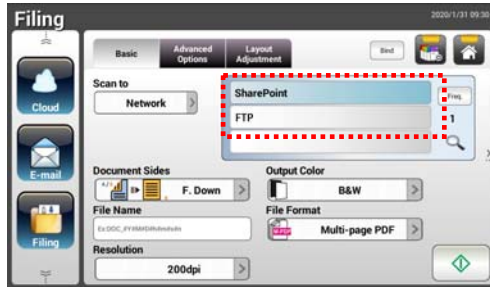 Filing
2020/1/31 09:30
Basic
Advanced
Options
Layout
Adjustment
Bind
Scan to
Network
SharePoint
FTP
Freq.
1
Cloud
E-mail
Filing
Document Sides
F. Down
Output Color
B&W
File Name
File Format
Multi-page PDF
Resolution
200dpi